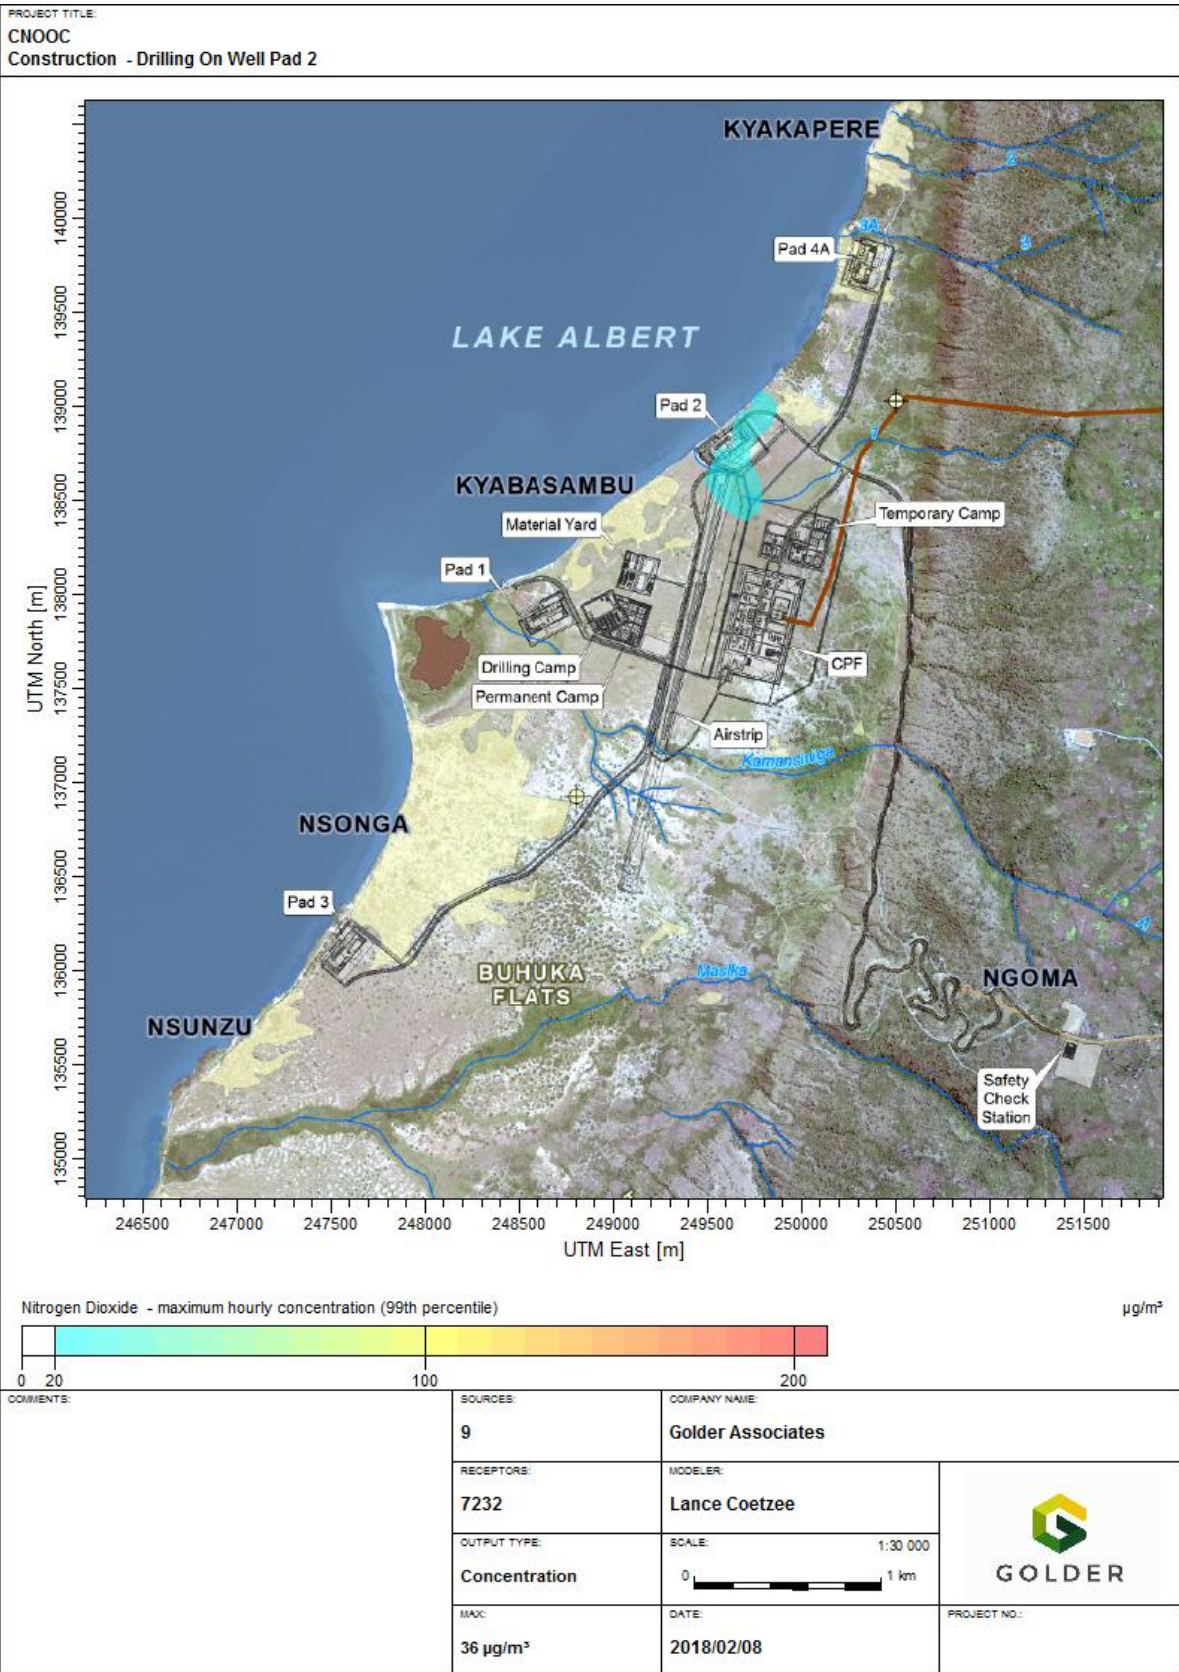 PROJECT TITLE:
CNOOC
Construction - Drilling On Well Pad 2
KYAKAPERE
2
3A
3
Pad 4A
LAKE ALBERT
Pad 2
1
KYABASAMBU
Material Yard
Temporary Camp
Pad 1
Drilling Camp
CPF
Permanent Camp
Airstrip
Kamansiniga
NSONGA
Pad 3
A
BUHUKA
FLATS
Masika
NGOMA
NSUNZU
Safety
Check
Station
UTM North [m]
140000
139500
139000
138500
138000
137500
137000
136500
136000
135500
135000
246500 247000 247500 248000 248500 249000 249500 250000 250500 251000 251500
UTM East [m]
Nitrogen Dioxide - maximum hourly concentration (99th percentile) µg/m³
0 20 100 200
COMMENTS:
SOURCES:
9
COMPANY NAME:
Golder Associates
RECEPTORS:
7232
MODELER:
Lance Coetzee
OUTPUT TYPE:
Concentration
SCALE: 1:30 000
0 1 km
GOLDER
MAX:
36 µg/m³
DATE:
2018/02/08
PROJECT NO.: